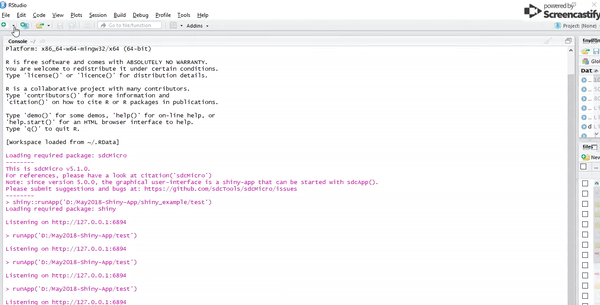 RStudio
powered by
Screencastify
File Edit Code View Plots Session Build Debug Profile Tools Help
Go to file/function
Addins
Project: (None)
Console ~/
Platform: x86_64-w64-mingw32/x64 (64-bit)
R is free software and comes with ABSOLUTELY NO WARRANTY.
You are welcome to redistribute it under certain conditions.
Type 'license()' or 'licence()' for distribution details.
R is a collaborative project with many contributors.
Type 'contributors()' for more information and
'citation()' on how to cite R or R packages in publications.
Type 'demo()' for some demos, 'help()' for on-line help, or
'help.start()' for an HTML browser interface to help.
Type 'q()' to quit R.
[Workspace loaded from ~/.RData]
Loading required package: sdcMicro
--------
This is sdcMicro v5.1.0.
For references, please have a look at citation('sdcMicro')
Note: since version 5.0.0, the graphical user-interface is a shiny-app that can be started with sdcApp().
Please submit suggestions and bugs at: https://github.com/sdcTools/sdcMicro/issues
--------
> shiny::runApp('D:/May2018-Shiny-App/shiny_example/test')
Loading required package: shiny
Listening on http://127.0.0.1:6894
> runApp('D:/May2018-Shiny-App/test')
Listening on http://127.0.0.1:6894
> runApp('D:/May2018-Shiny-App/test')
Listening on http://127.0.0.1:6894
> runApp('D:/May2018-Shiny-App/test')
Listening on http://127.0.0.1:6894
Dat
Files
New